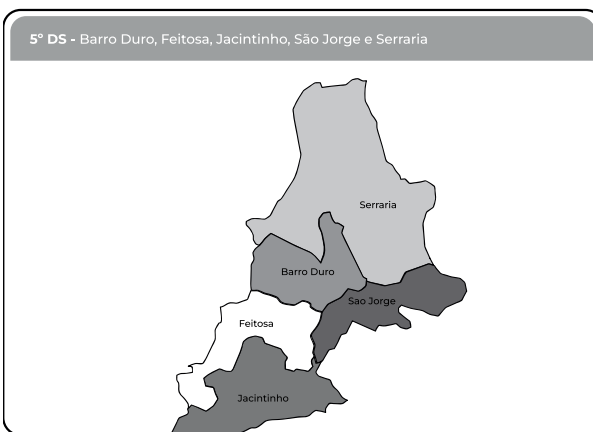 5º DS - Barro Duro, Feitosa, Jacintinho, São Jorge e Serraria
Serraria
Barro Duro
Sao Jorge
Feitosa
Jacintinho